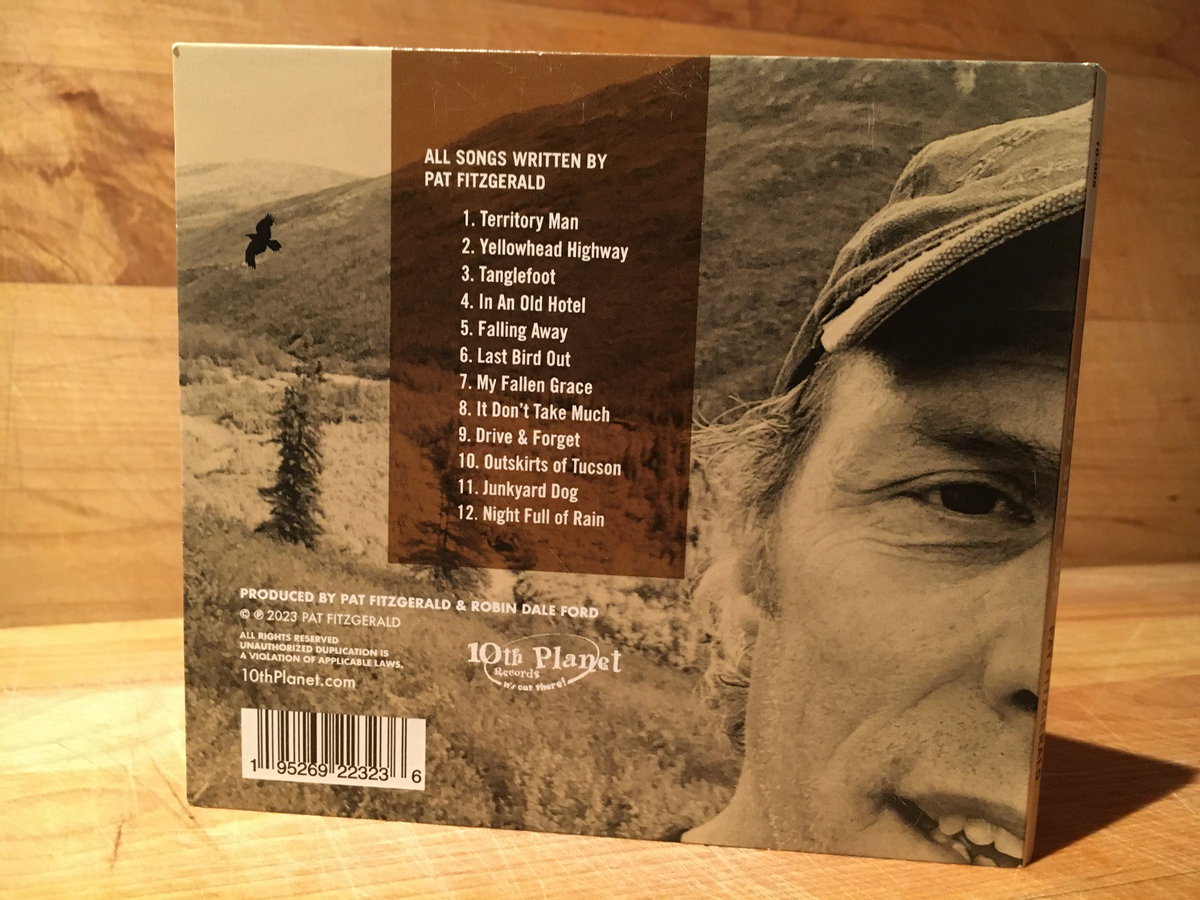 ALL SONGS WRITTEN BY
PAT FITZGERALD
1. Territory Man
2. Yellowhead Highway
3. Tanglefoot
4. In An Old Hotel
5. Falling Away
6. Last Bird Out
7. My Fallen Grace
8. It Don't Take Much
9. Drive & Forget
10. Outskirts of Tucson
11. Junkyard Dog
12. Night Full of Rain
PRODUCED BY PAT FITZGERALD & ROBIN DALE FORD
© ℗ 2023 PAT FITZGERALD
ALL RIGHTS RESERVED
UNAUTHORIZED DUPLICATION IS
A VIOLATION OF APPLICABLE LAWS.
10thPlanet.com
10th Planet
Records
it's out there!
1 95269 22323 6